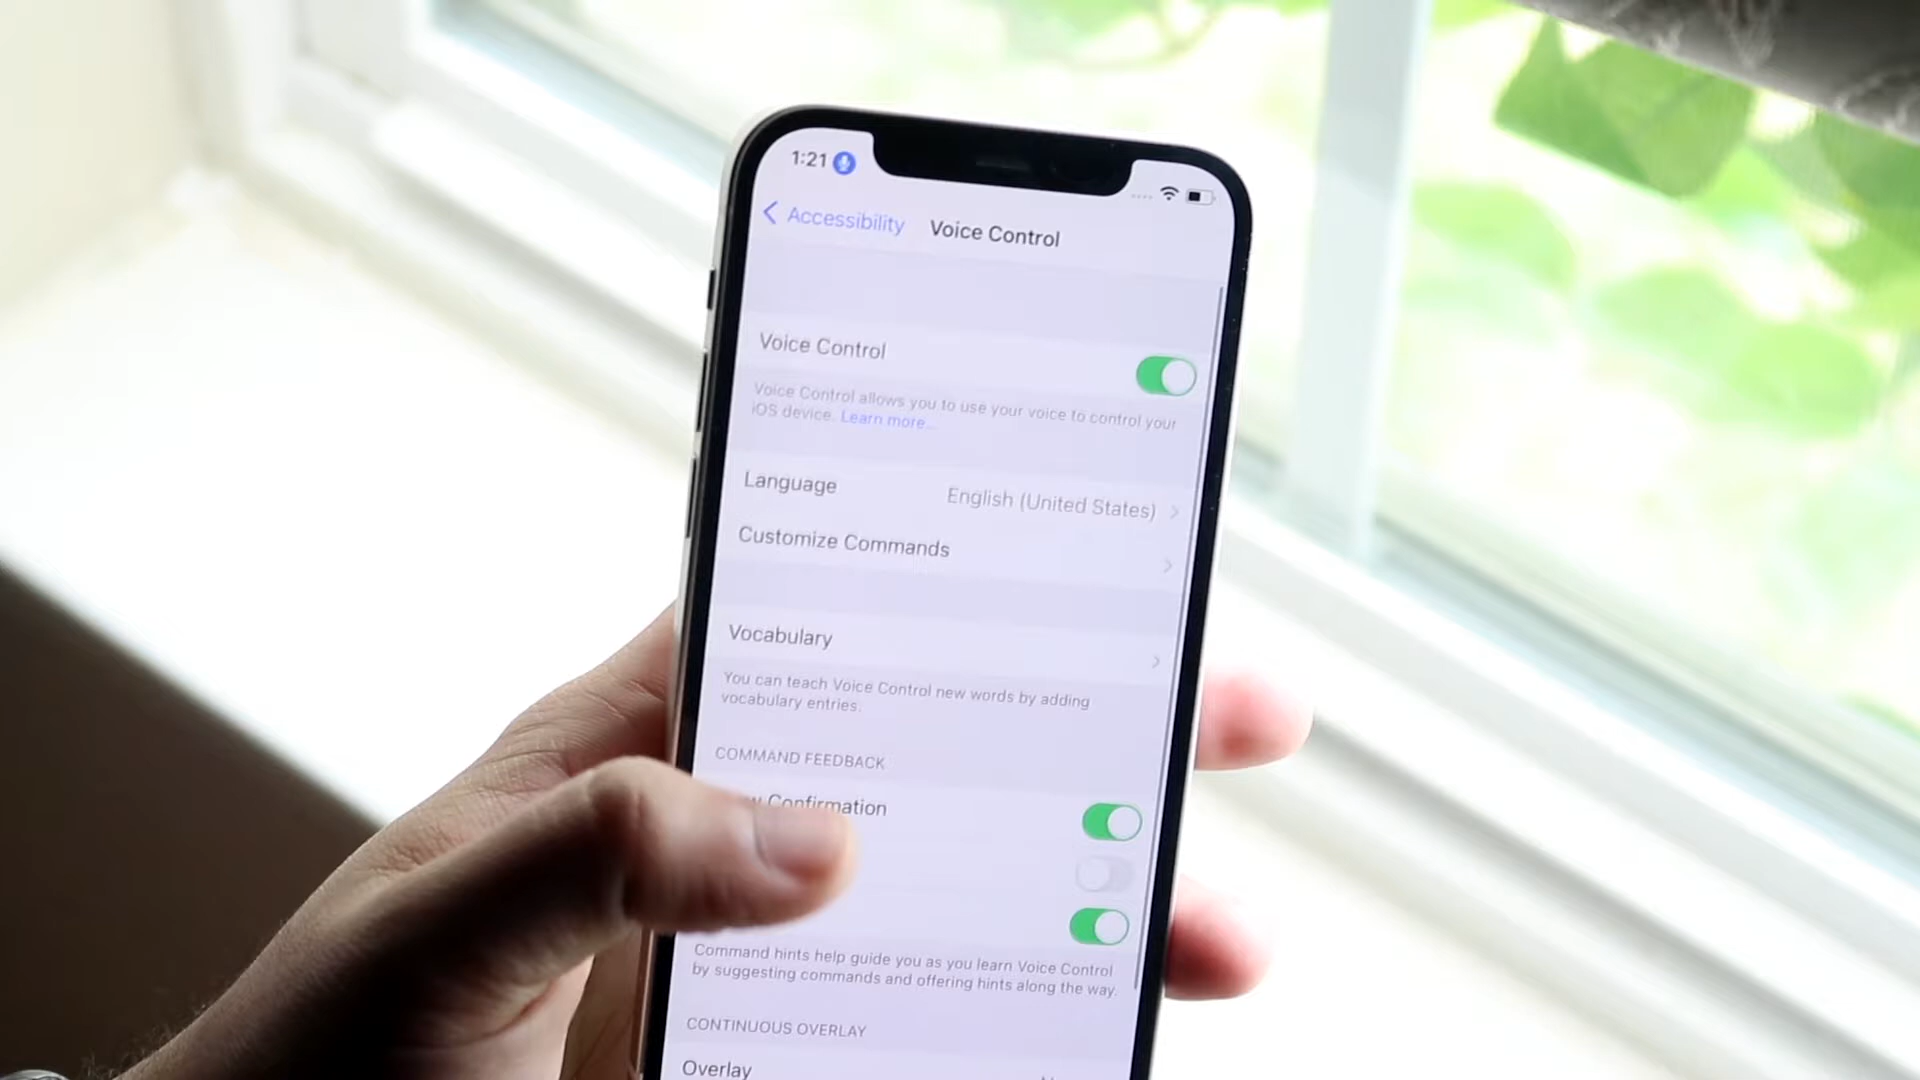 1:21
Accessibility
Voice Control
Voice Control
Voice Control allows you to use your voice to control your
iOS device. Learn more...
Language
English (United States)
Customize Commands
Vocabulary
You can teach Voice Control new words by adding
vocabulary entries.
COMMAND FEEDBACK
Confirmation
Command hints help guide you as you learn Voice Control
by suggesting commands and offering hints along the way.
CONTINUOUS OVERLAY
Overlay